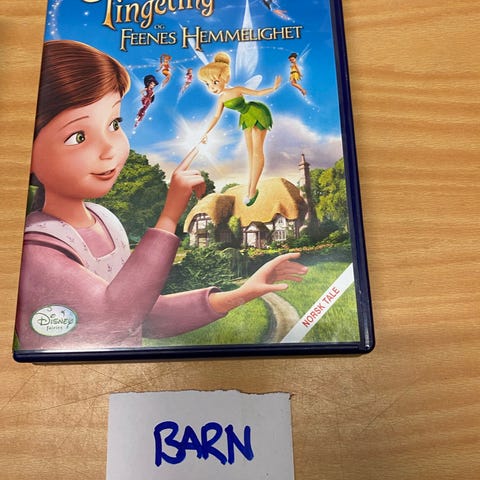 Tingeling
OG
FEENES HEMMELIGHET
DISNEY
fairies
NORSK TALE
BARN